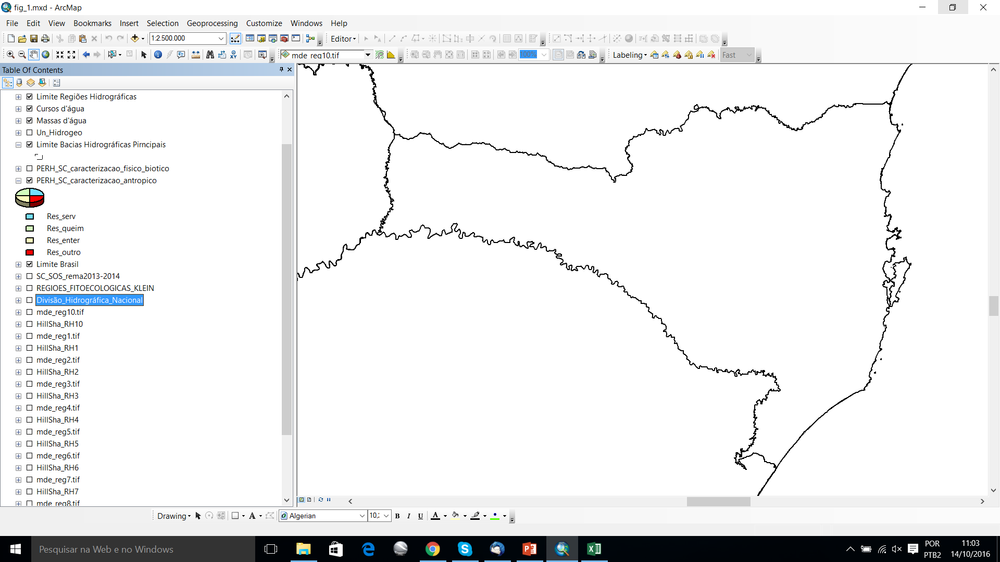 fig_1.mxd - ArcMap
File Edit View Bookmarks Insert Selection Geoprocessing Customize Windows Help
1:2.500.000 Editor
mde_reg10.tif 100% Labeling Fast
Table Of Contents
Limite Regiões Hidrográficas
Cursos d'água
Massas d'água
Un_Hidrogeo
Limite Bacias Hidrográficas Pirncipais
PERH_SC_caracterizacao_fisico_biotico
PERH_SC_caracterizacao_antropico
Res_serv
Res_queim
Res_enter
Res_outro
Limite Brasil
SC_SOS_rema2013-2014
REGIOES_FITOECOLOGICAS_KLEIN
Divisão_Hidrográfica_Nacional
mde_reg10.tif
HillSha_RH10
mde_reg1.tif
HillSha_RH1
mde_reg2.tif
HillSha_RH2
mde_reg3.tif
HillSha_RH3
mde_reg4.tif
HillSha_RH4
mde_reg5.tif
HillSha_RH5
mde_reg6.tif
HillSha_RH6
mde_reg7.tif
HillSha_RH7
mde_reg8.tif
Drawing A Algerian 10, B I U A
Pesquisar na Web e no Windows
POR
PTB2
11:03
14/10/2016